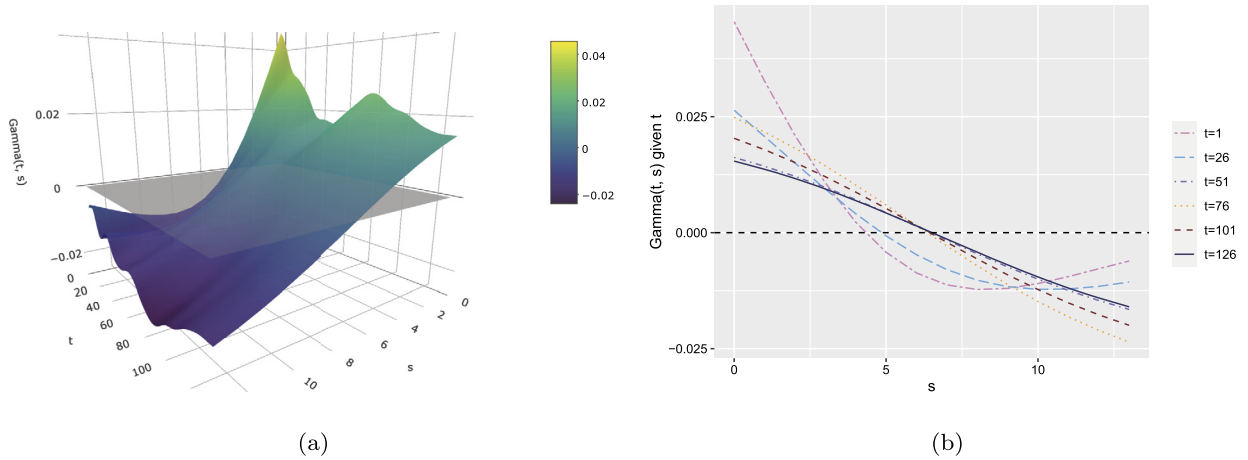 Gamma(t, s)
0.02
0
−0.02
0
20
40
60
80
100
t
10
8
6
4
2
0
s
0.04
0.02
0
−0.02
(a)
Gamma(t, s) given t
0.025
0.000
−0.025
0
5
10
s
t=1
t=26
t=51
t=76
t=101
t=126
(b)